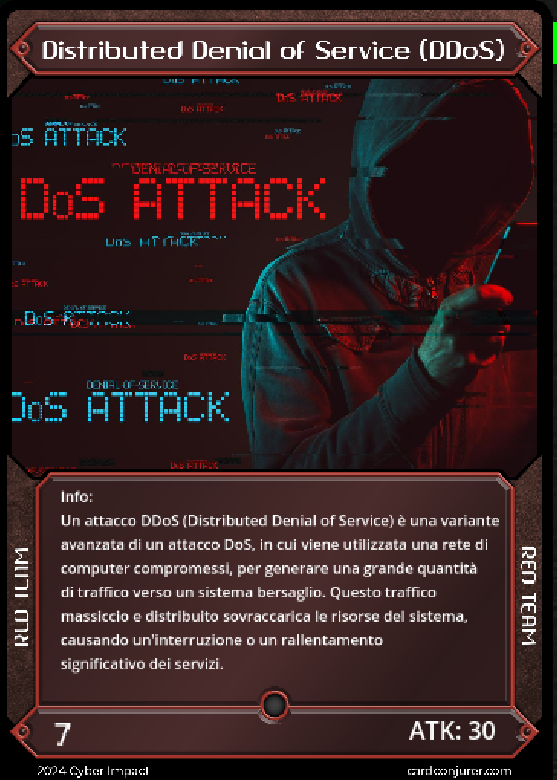 Distributed Denial of Service (DDoS)
DoS ATTACK
DoS ATTACK
oS ATTACK
DENIAL-OF-SERVICE
DoS ATTACK
DoS ATTACK
DoS
DoS ATTACK
DENIAL OF SERVICE
DoS ATTACK
DoS ATTACK
Info:
Un attacco DDoS (Distributed Denial of Service) è una variante
avanzata di un attacco DoS, in cui viene utilizzata una rete di
computer compromessi, per generare una grande quantità
di traffico verso un sistema bersaglio. Questo traffico
massiccio e distribuito sovraccarica le risorse del sistema,
causando un'interruzione o un rallentamento
significativo dei servizi.
RED TEAM
RED TEAM
7
ATK: 30
2024 Cyber Impact
cardconjurer.com